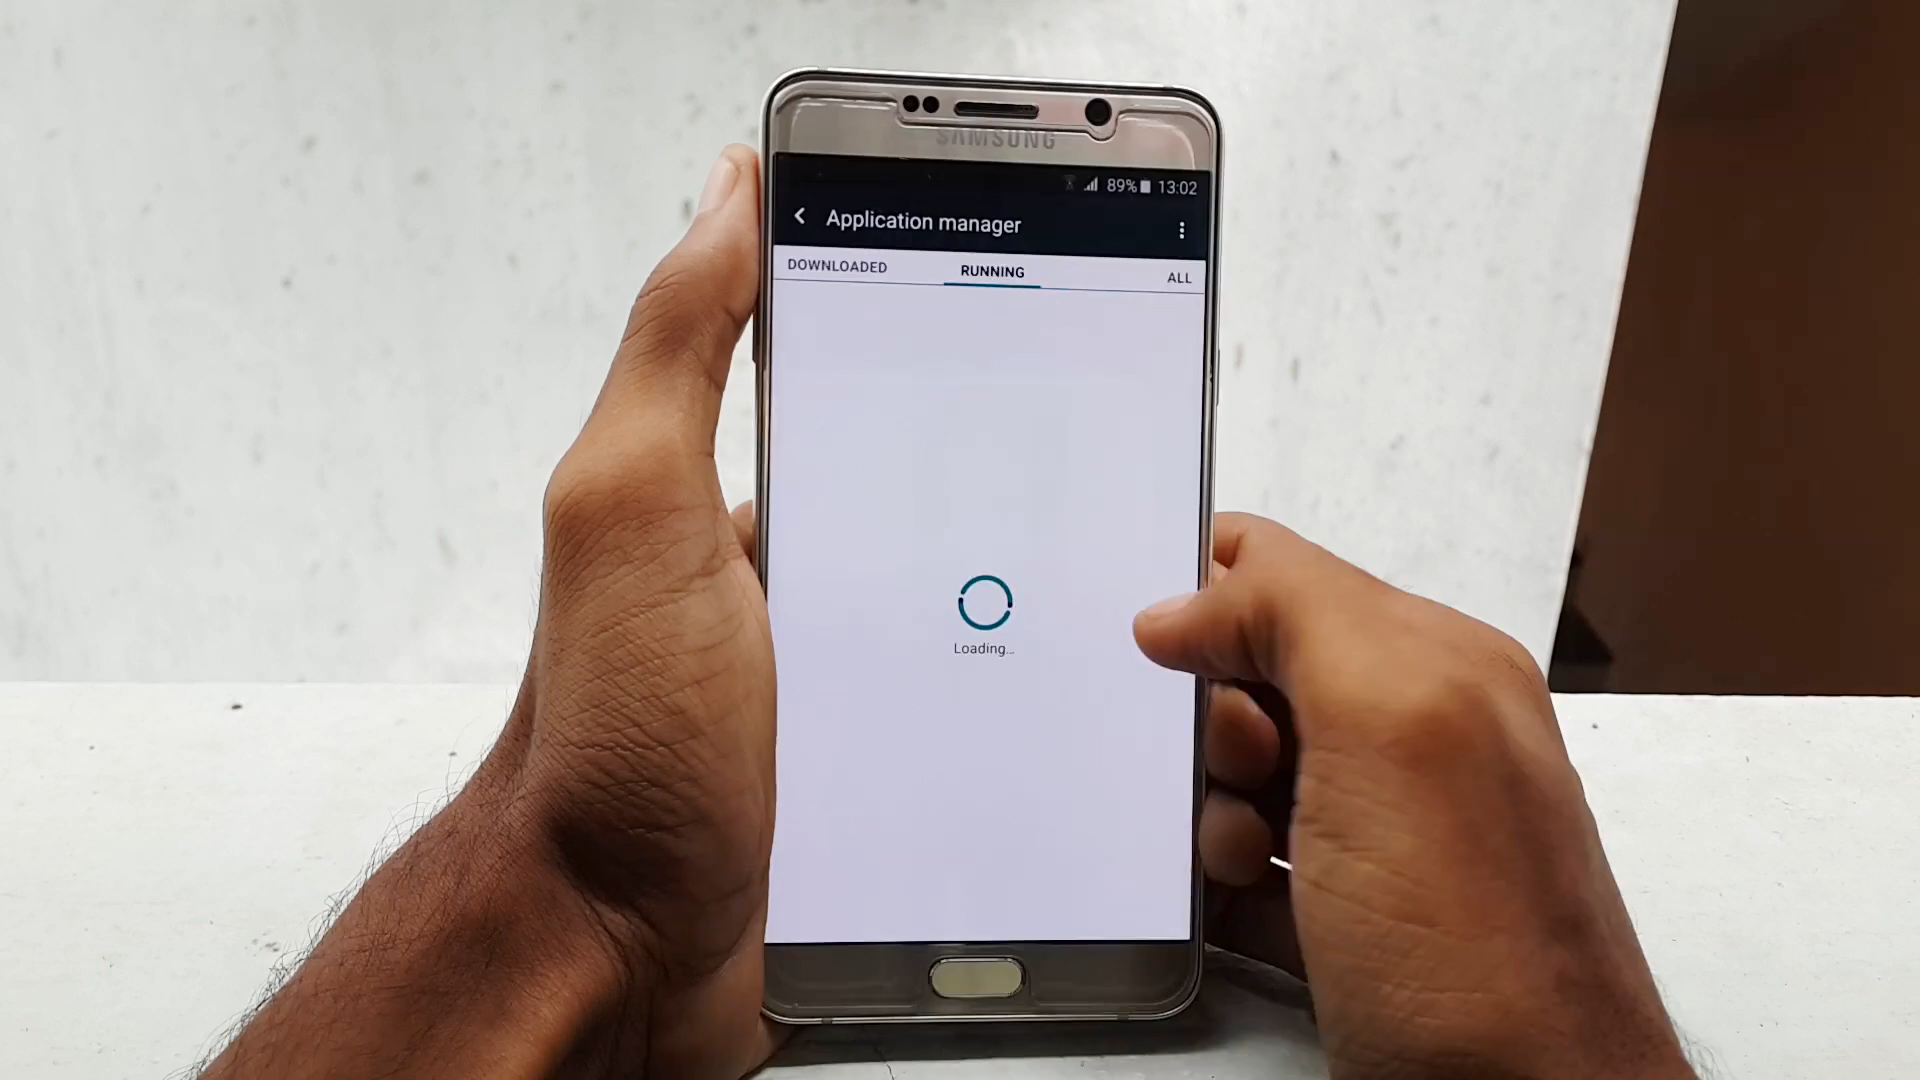 SAMSUNG
89% 13:02
Application manager
DOWNLOADED RUNNING ALL
Loading...